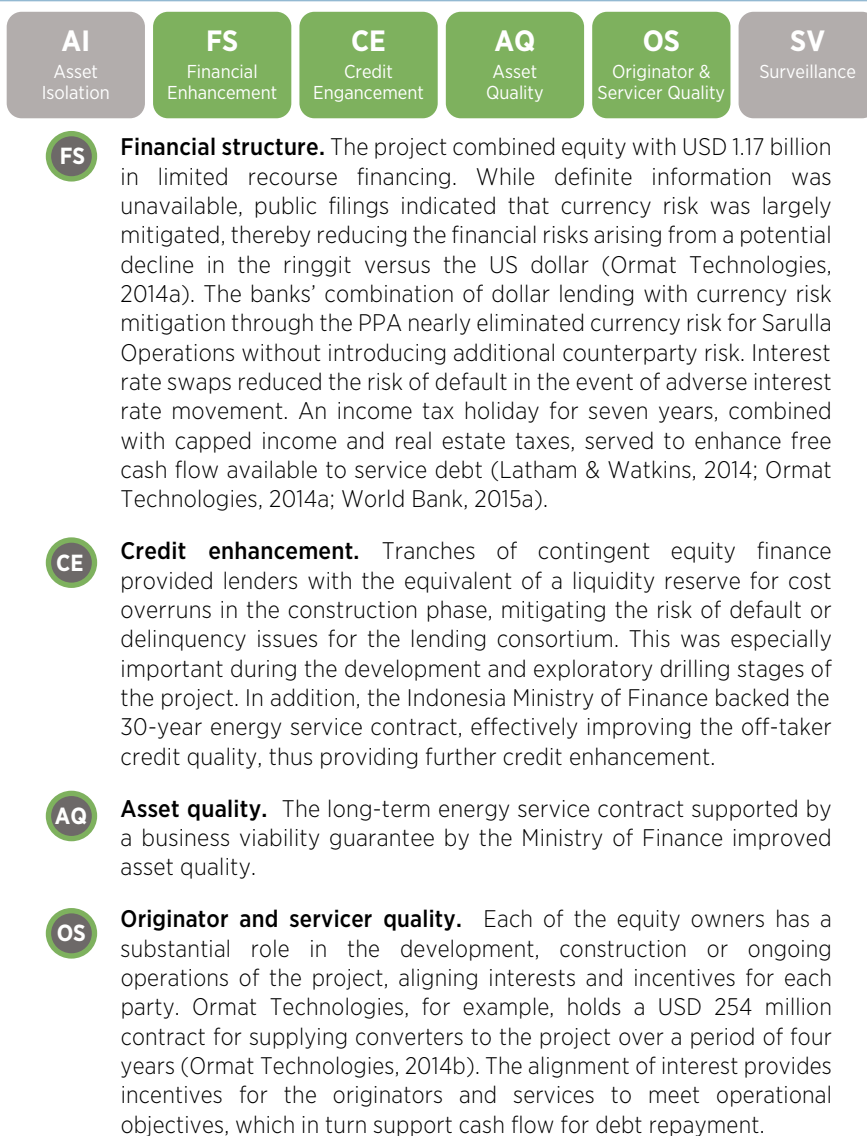 AI
Asset
Isolation
FS
Financial
Enhancement
CE
Credit
Engancement
AQ
Asset
Quality
OS
Originator &
Servicer Quality
SV
Surveillance
FS
Financial structure. The project combined equity with USD 1.17 billion
in limited recourse financing. While definite information was
unavailable, public filings indicated that currency risk was largely
mitigated, thereby reducing the financial risks arising from a potential
decline in the ringgit versus the US dollar (Ormat Technologies,
2014a). The banks’ combination of dollar lending with currency risk
mitigation through the PPA nearly eliminated currency risk for Sarulla
Operations without introducing additional counterparty risk. Interest
rate swaps reduced the risk of default in the event of adverse interest
rate movement. An income tax holiday for seven years, combined
with capped income and real estate taxes, served to enhance free
cash flow available to service debt (Latham & Watkins, 2014; Ormat
Technologies, 2014a; World Bank, 2015a).
CE
Credit enhancement. Tranches of contingent equity finance
provided lenders with the equivalent of a liquidity reserve for cost
overruns in the construction phase, mitigating the risk of default or
delinquency issues for the lending consortium. This was especially
important during the development and exploratory drilling stages of
the project. In addition, the Indonesia Ministry of Finance backed the
30-year energy service contract, effectively improving the off-taker
credit quality, thus providing further credit enhancement.
AQ
Asset quality. The long-term energy service contract supported by
a business viability guarantee by the Ministry of Finance improved
asset quality.
OS
Originator and servicer quality. Each of the equity owners has a
substantial role in the development, construction or ongoing
operations of the project, aligning interests and incentives for each
party. Ormat Technologies, for example, holds a USD 254 million
contract for supplying converters to the project over a period of four
years (Ormat Technologies, 2014b). The alignment of interest provides
incentives for the originators and services to meet operational
objectives, which in turn support cash flow for debt repayment.